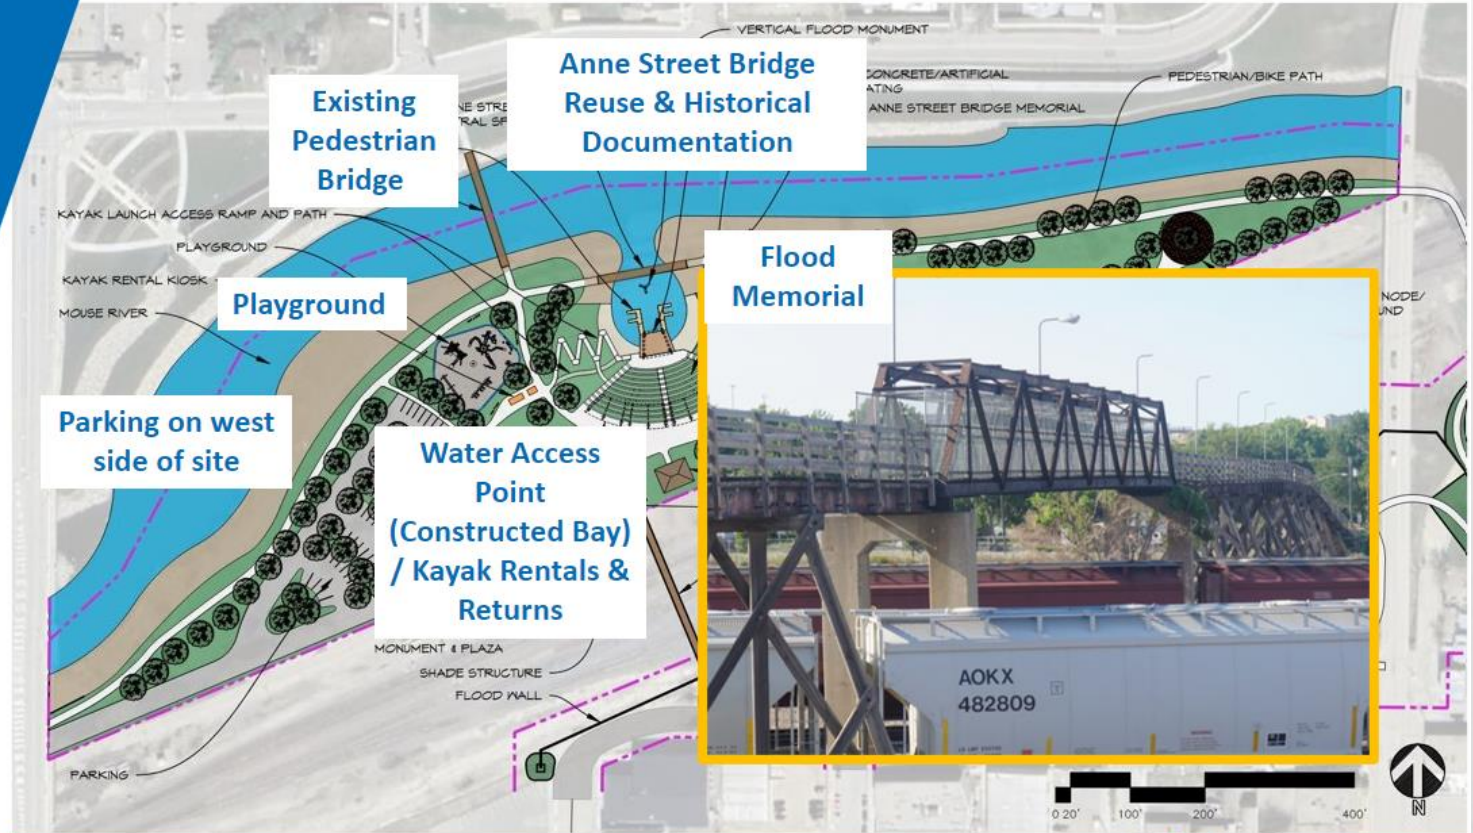 VERTICAL FLOOD MONUMENT
Anne Street Bridge
Reuse & Historical
Documentation
CONCRETE/ARTIFICIAL
ANNE STREET BRIDGE MEMORIAL
PEDESTRIAN/BIKE PATH
Existing
Pedestrian
Bridge
KAYAK LAUNCH ACCESS RAMP AND PATH
PLAYGROUND
KAYAK RENTAL KIOSK
MOUSE RIVER
Playground
Flood
Memorial
NODE/
Parking on west
side of site
Water Access
Point
(Constructed Bay)
/ Kayak Rentals &
Returns
MONUMENT & PLAZA
SHADE STRUCTURE
FLOOD WALL
PARKING
AOKX
482809
0 20' 100' 200' 400'
N